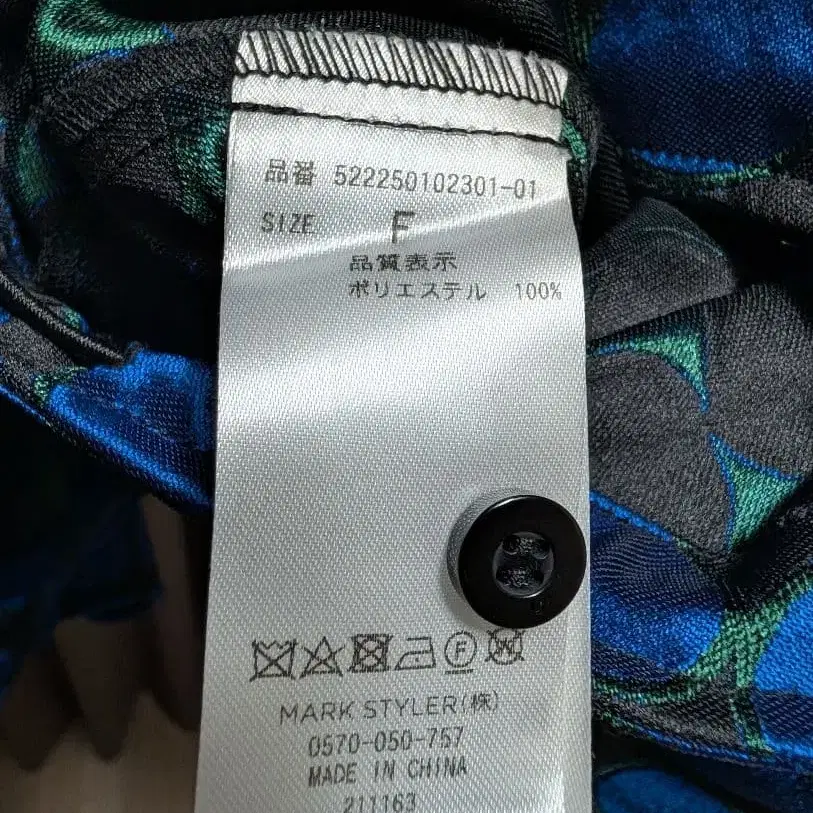 品番 522250102301-01
SIZE F
品質表示
ポリエステル 100%
F W
MARK STYLER(株)
0570-050-757
MADE IN CHINA
211163